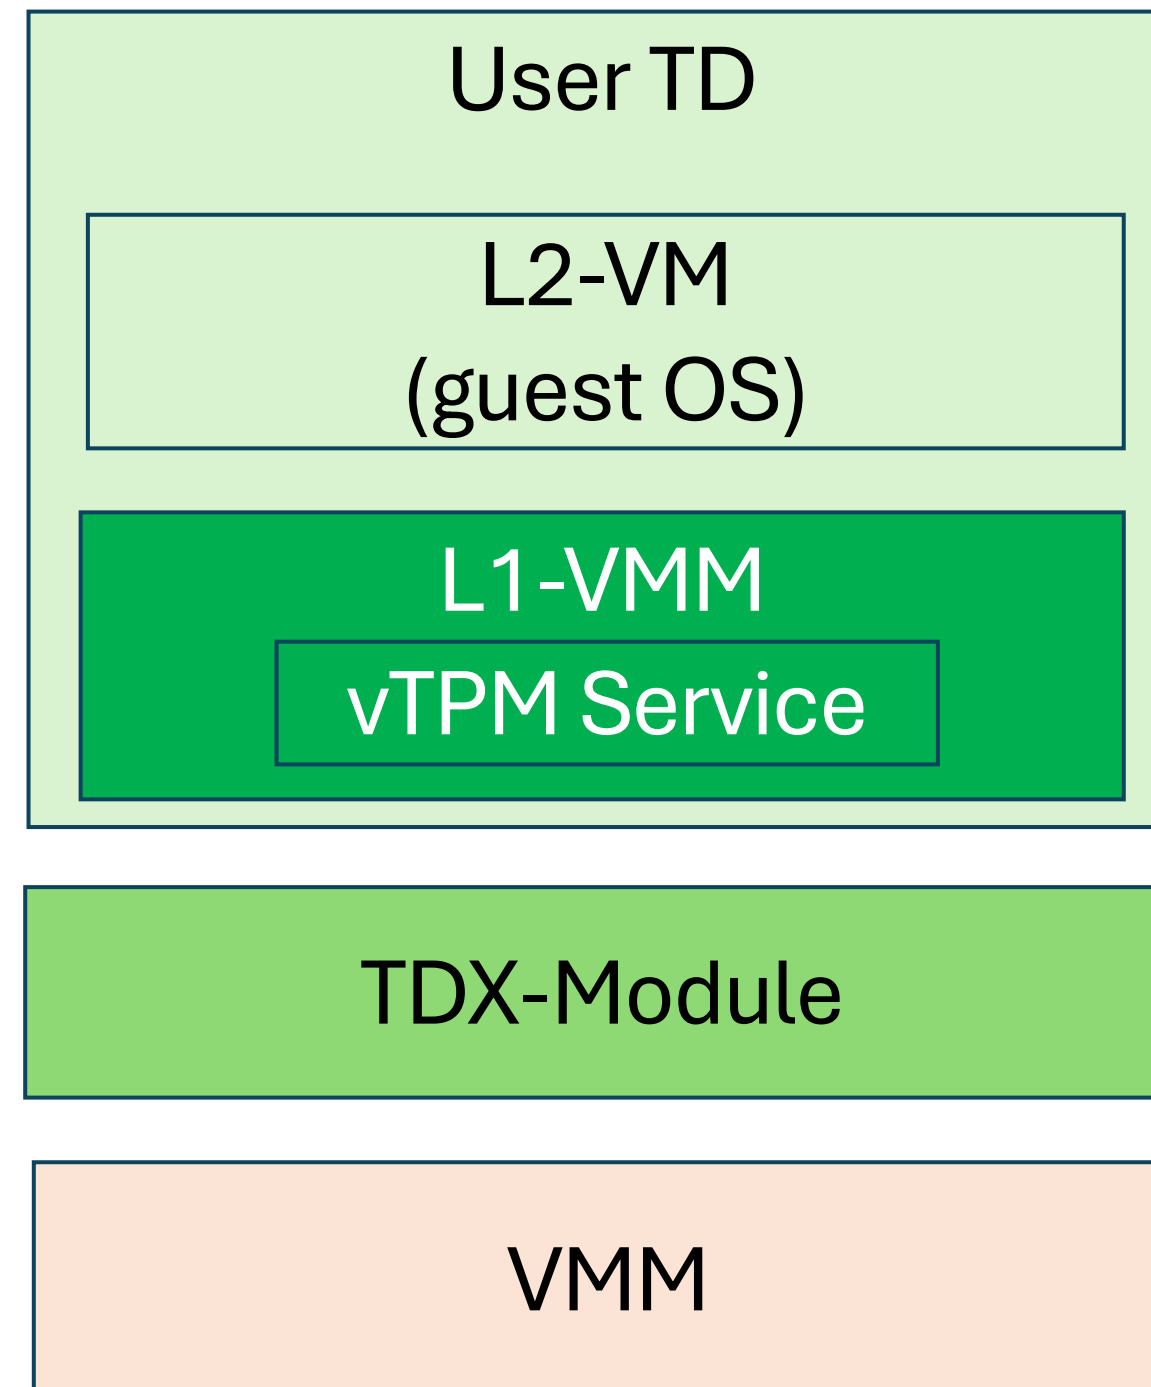 User TD
L2-VM
(guest OS)
L1-VMM
vTPM Service
TDX-Module
VMM